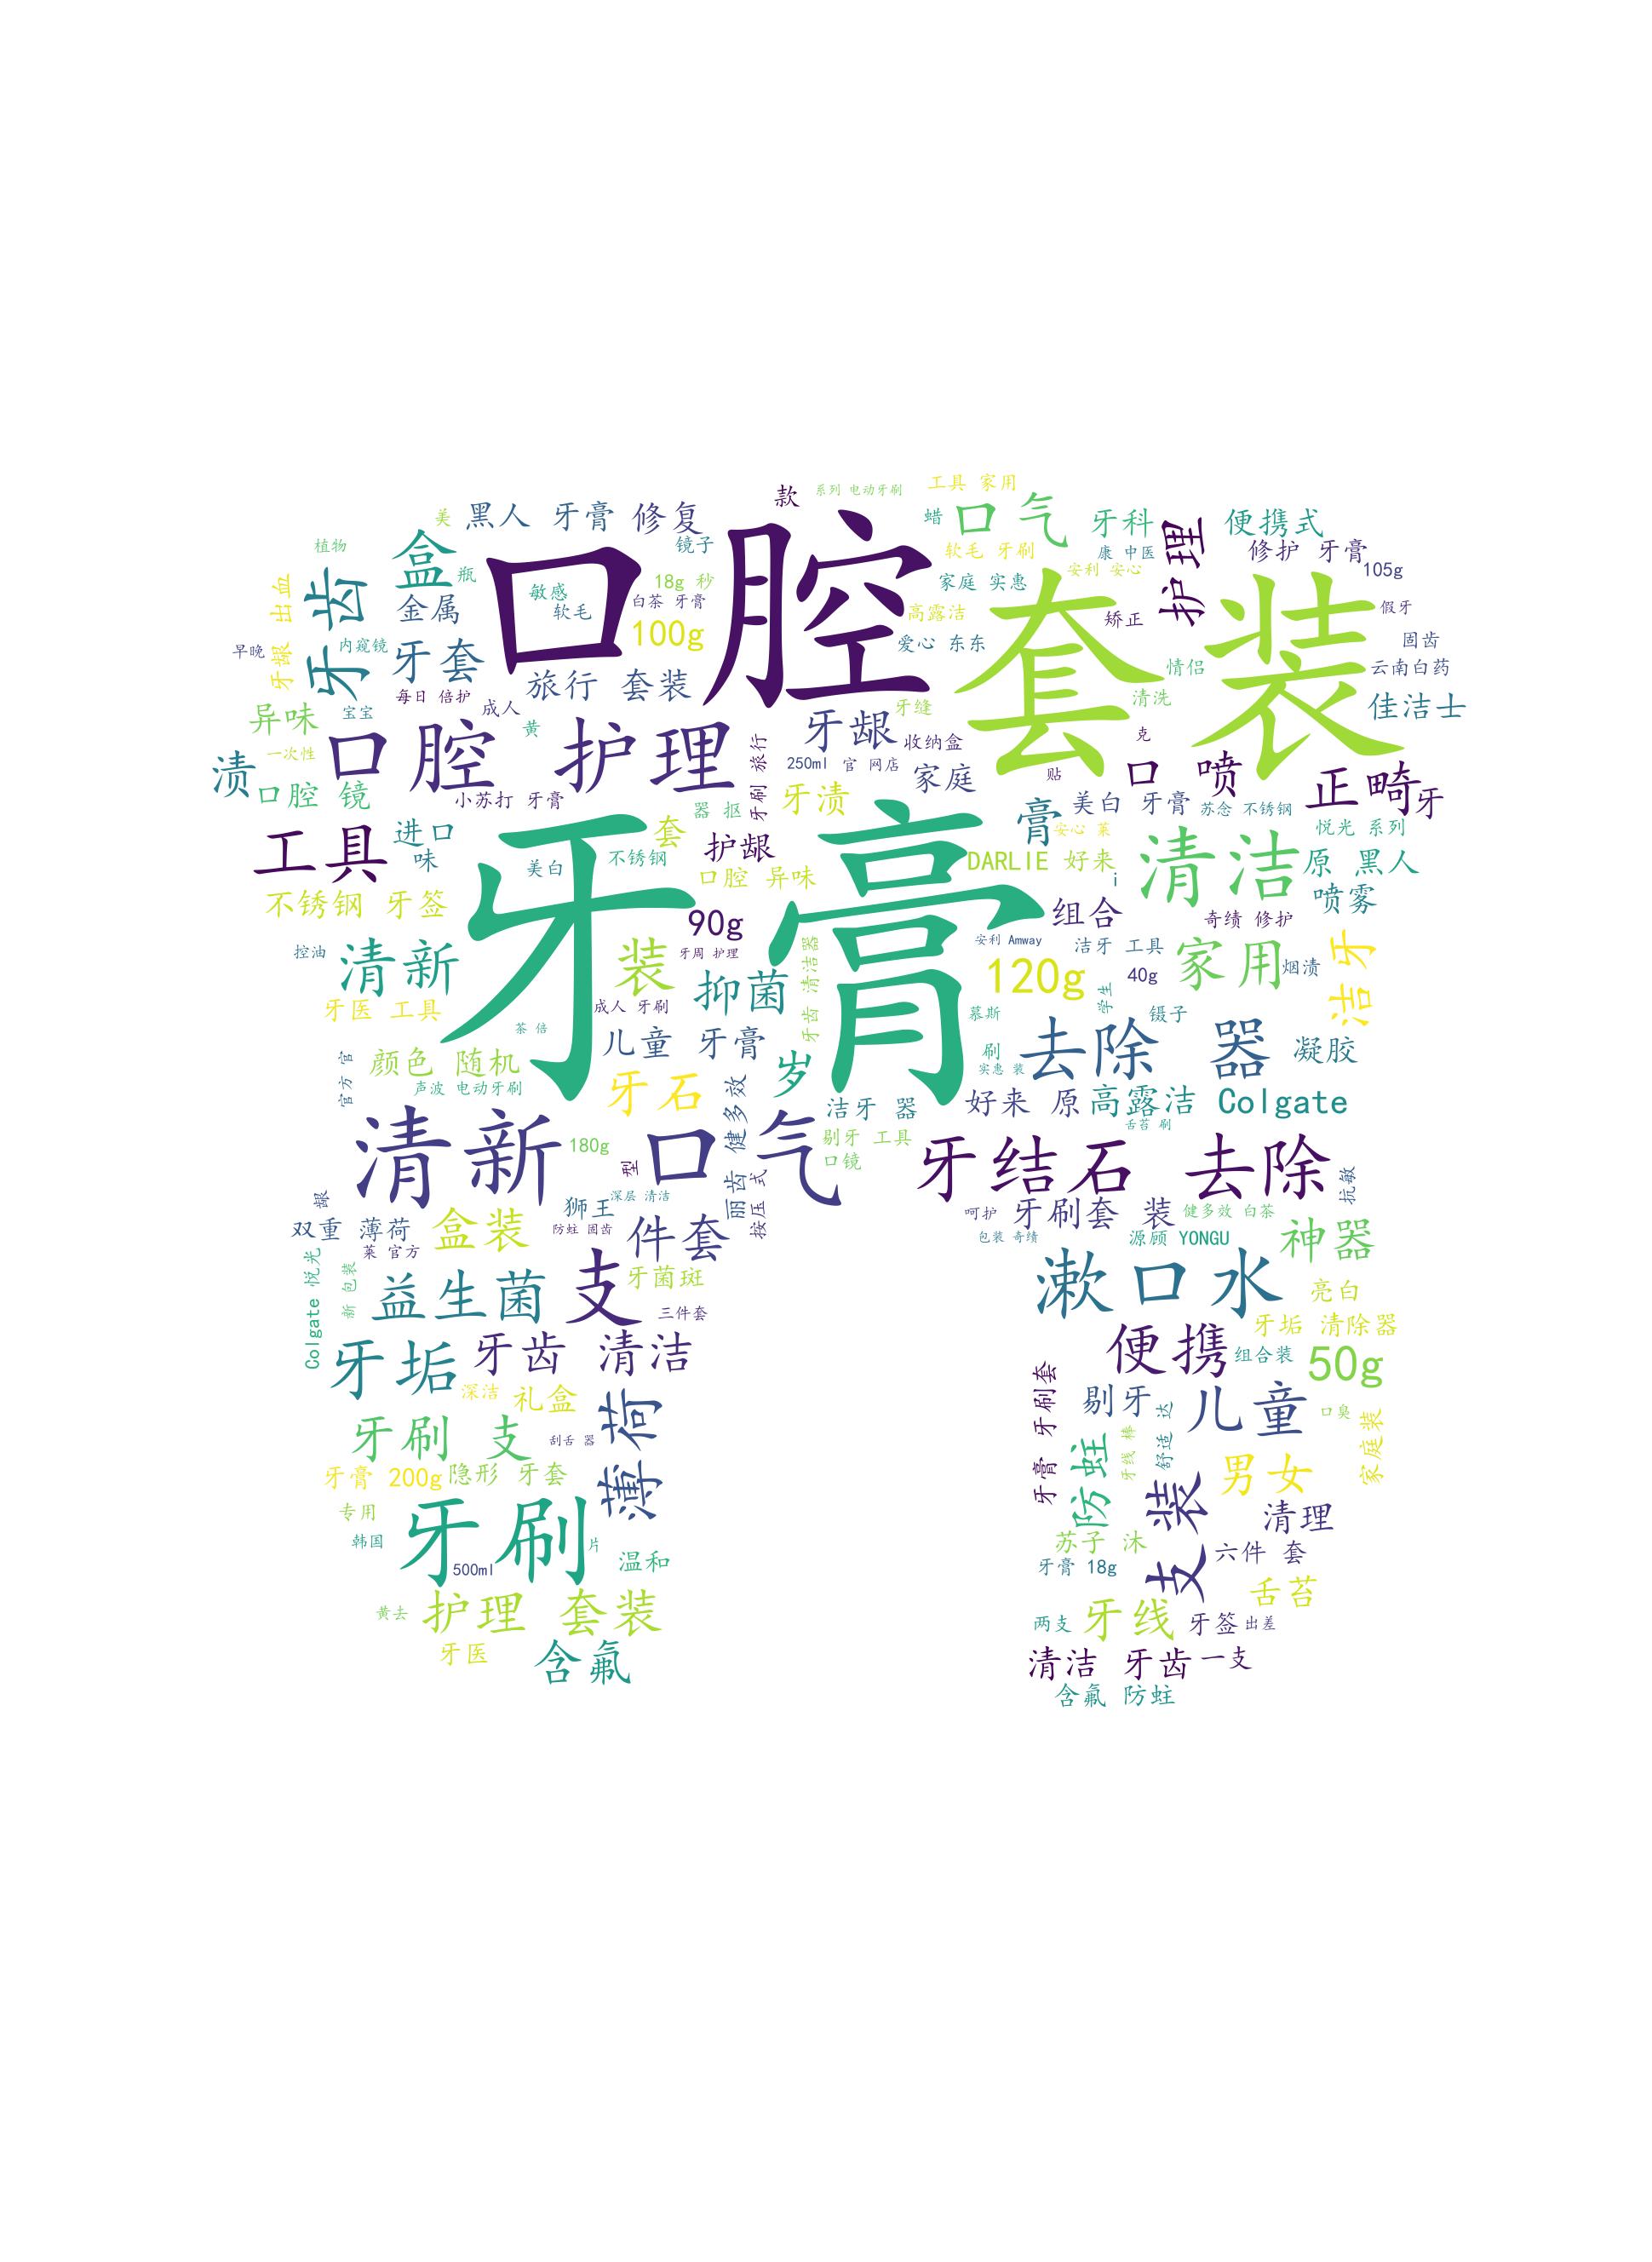 系列 电动牙刷
工具 家用
款
美
黑人 牙膏 修复
口腔
蜡
口气
牙科
便携式
护理
植物
盒
瓶
镜子
软毛 牙刷
康 中医
修护 牙膏
105g
牙龈 出血
牙齿
金属
敏感
软毛
18g 秒
白茶 牙膏
100g
家庭 实惠
安利 安心
套装
高露洁
矫正
假牙
早晚
内窥镜
牙套
旅行 套装
爱心 东东
情侣
固齿
云南白药
每日 倍护
成人
清洗
佳洁士
异味
宝宝
黄
牙龈
牙缝
收纳盒
克
渍
一次性
口腔 护理
牙刷 旅行
250ml 官 网店
家庭
贴
口 喷
正畸
牙
口腔 镜
小苏打 牙膏
器 抠
牙渍
膏
美白 牙膏
苏念 不锈钢
工具
进口
味
牙膏
套
护龈
安心 菓
悦光 系列
美白
不锈钢
口腔 异味
DARLIE 好来
i
清洁
原 黑人
不锈钢 牙签
90g
组合
奇绩 修护
喷雾
控油
清新
装
牙周 护理
抑菌
牙齿 清洁器
安利 Amway
洁牙 工具
120g
40g
家用
烟渍
洁牙
牙医 工具
茶 倍
成人 牙刷
慕斯
学生
镊子
官方 官
颜色 随机
儿童 牙膏
刷
去除 器
凝胶
声波 电动牙刷
牙石
健多效
岁
实惠 装
洁牙 器
好来 原
高露洁 Colgate
舌苔 刷
清新 口气
180g
型
剔牙 工具
口镜
牙结石 去除
抗敏
龈
狮王
深层 清洁
丽齿
按压 式
呵护
牙刷套 装
健多效 白茶
双重 薄荷
菓 官方
盒装
防蛀 固齿
件套
包装 奇绩
源顾 YONGU
神器
Colgate 悦光
新 包装
益生菌
支
牙菌斑
三件套
漱口水
亮白
牙垢 清除器
牙垢
牙齿 清洁
便携
组合装
50g
深洁
礼盒
薄荷
牙膏 牙刷套
剔牙
舒适 达
儿童
口臭
家庭装
牙刷 支
刮舌 器
防蛀
牙线 棒
牙膏 200g
隐形 牙套
支装
男女
专用
牙刷
清理
韩国
500ml
片
温和
苏子 沐
牙膏 18g
六件 套
舌苔
黄去
护理 套装
两支
牙线
牙签
出差
牙医
含氟
清洁 牙齿
一支
含氟 防蛀